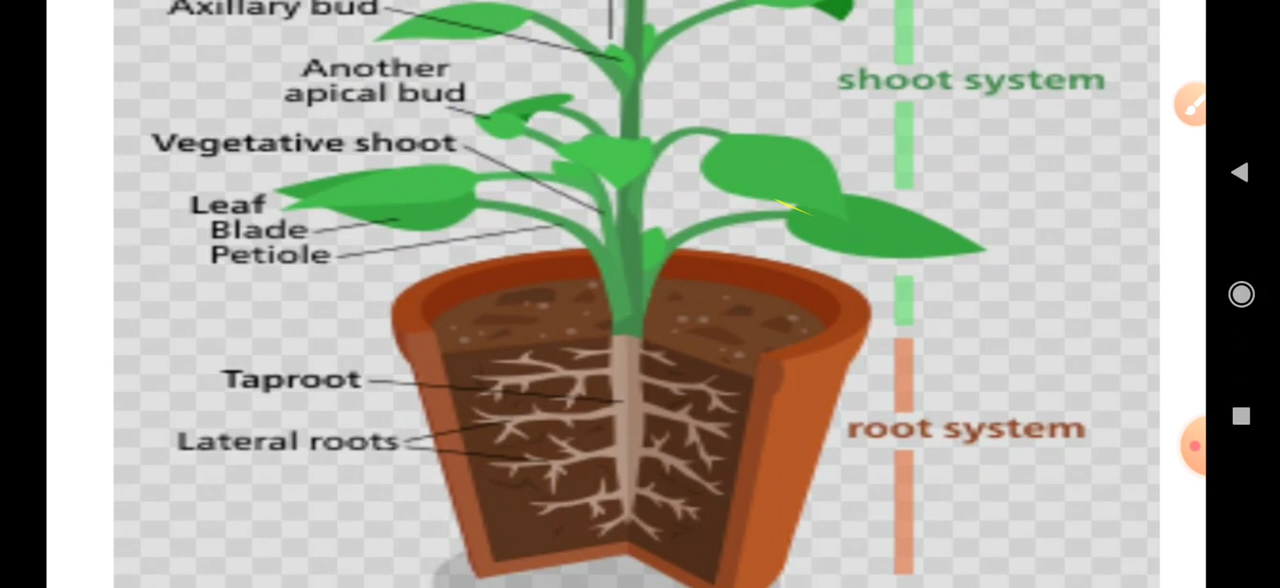 Axillary bud
Another
apical bud
shoot system
Vegetative shoot
Leaf
Blade
Petiole
Taproot
root system
Lateral roots